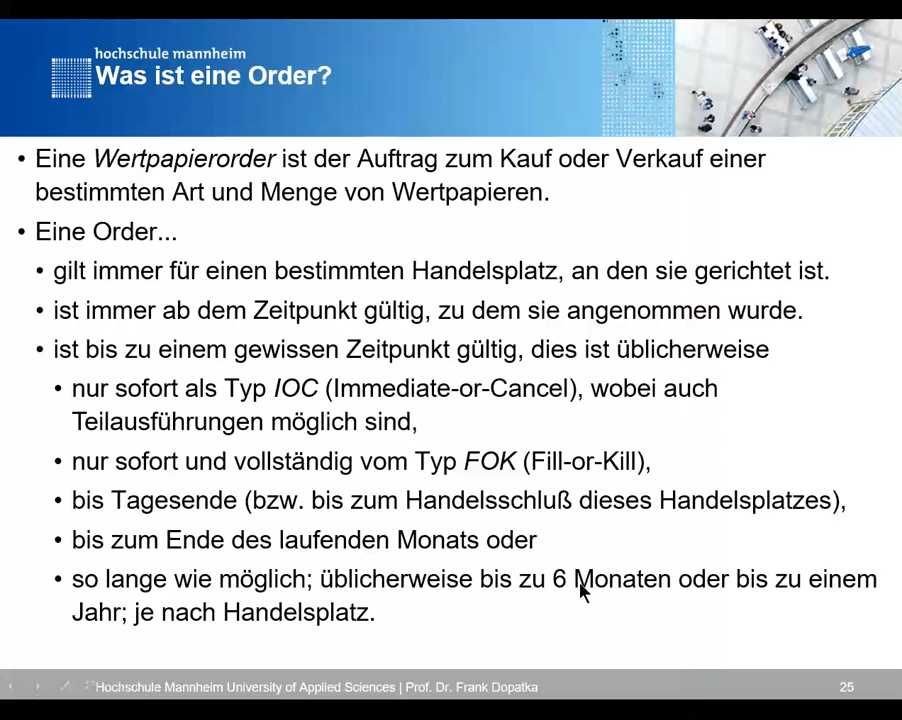 hochschule mannheim
Was ist eine Order?
• Eine Wertpapierorder ist der Auftrag zum Kauf oder Verkauf einer
bestimmten Art und Menge von Wertpapieren.
• Eine Order...
• gilt immer für einen bestimmten Handelsplatz, an den sie gerichtet ist.
• ist immer ab dem Zeitpunkt gültig, zu dem sie angenommen wurde.
• ist bis zu einem gewissen Zeitpunkt gültig, dies ist üblicherweise
• nur sofort als Typ IOC (Immediate-or-Cancel), wobei auch
Teilausführungen möglich sind,
• nur sofort und vollständig vom Typ FOK (Fill-or-Kill),
• bis Tagesende (bzw. bis zum Handelsschluß dieses Handelsplatzes),
• bis zum Ende des laufenden Monats oder
• so lange wie möglich; üblicherweise bis zu 6 Monaten oder bis zu einem
Jahr; je nach Handelsplatz.
Hochschule Mannheim University of Applied Sciences | Prof. Dr. Frank Dopatka
25